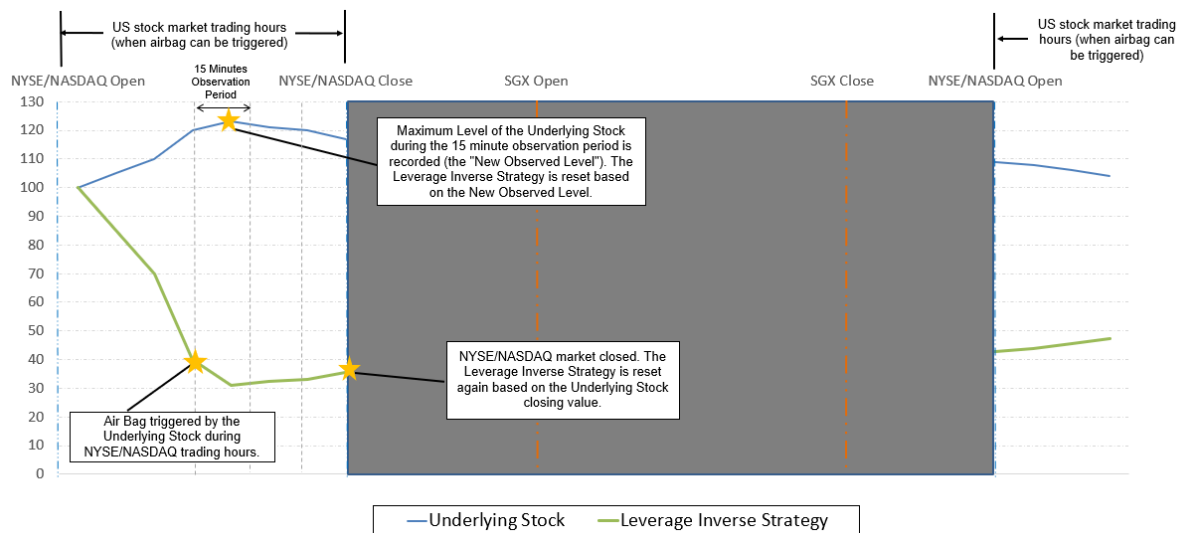 US stock market trading hours
(when airbag can be triggered)
US stock market trading
hours (when airbag can
be triggered)
15 Minutes
Observation
Period
NYSE/NASDAQ Open
NYSE/NASDAQ Close
SGX Open
SGX Close
NYSE/NASDAQ Open
130
120
110
100
90
80
70
60
50
40
30
20
10
0
Maximum Level of the Underlying Stock
during the 15 minute observation period is
recorded (the "New Observed Level"). The
Leverage Inverse Strategy is reset based
on the New Observed Level.
NYSE/NASDAQ market closed. The
Leverage Inverse Strategy is reset
again based on the Underlying Stock
closing value.
Air Bag triggered by the
Underlying Stock during
NYSE/NASDAQ trading hours.
Underlying Stock
Leverage Inverse Strategy